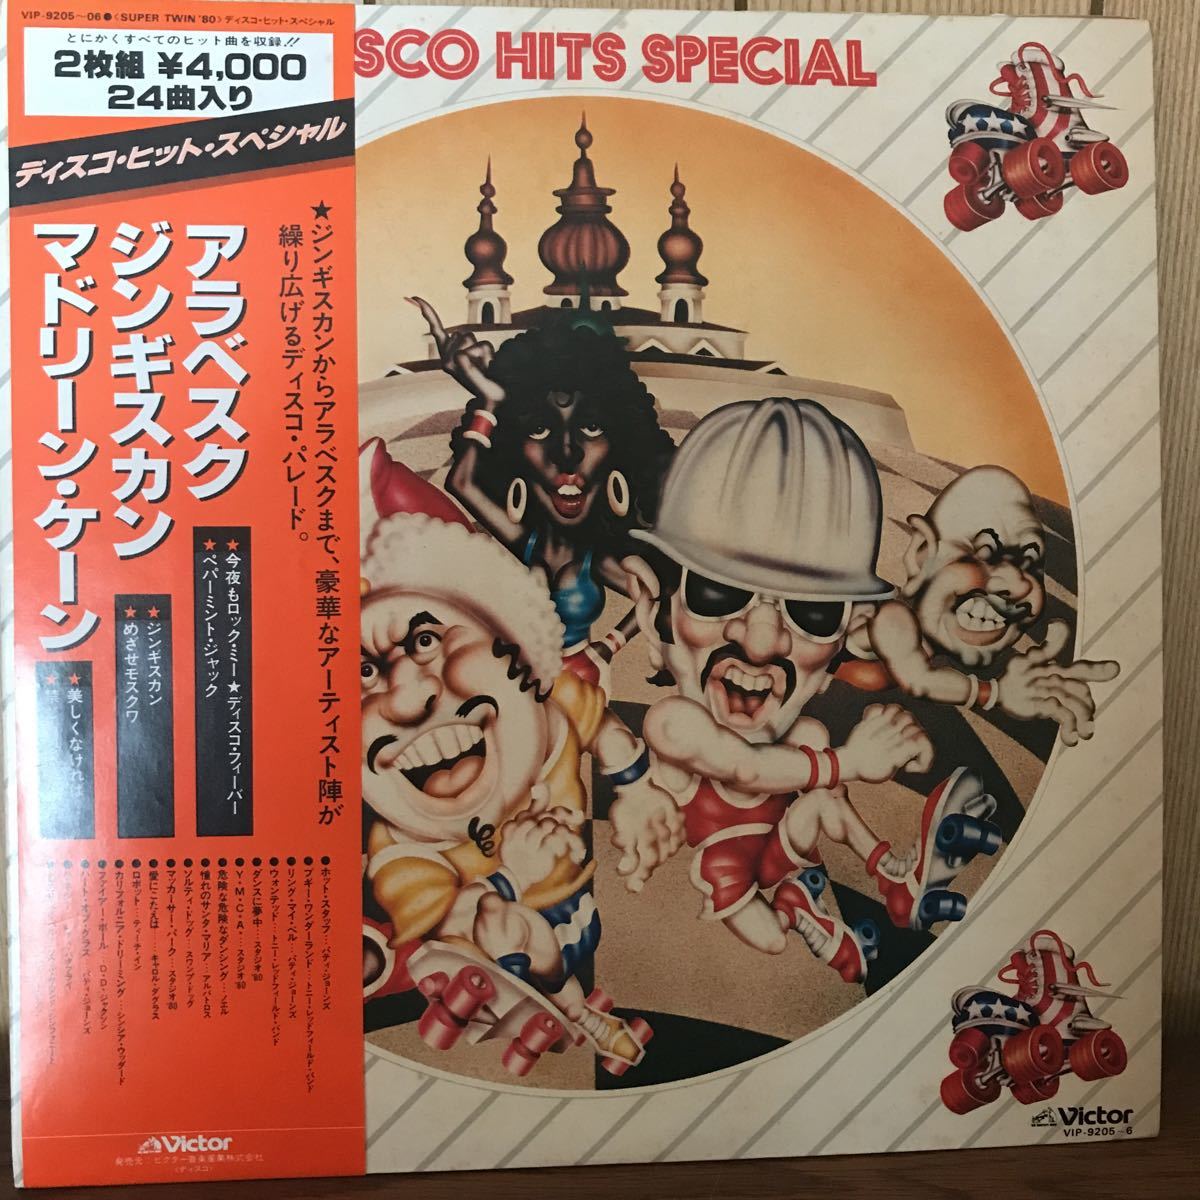 VIP-9205～06●〈SUPER TWIN '80〉ディスコ・ヒット・スペシャル
とにかくすべてのヒット曲を収録!!
2枚組 ¥4,000
24曲入り
ディスコ・ヒット・スペシャル
SCO HITS SPECIAL
★ジンギスカンからアラベスクまで、豪華なアーティスト陣が
繰り広げるディスコ・パレード。
アラベスク
★今夜もロック・ミー★ディスコ・フィーバー
★ペパーミント・ジャック
ジンギスカン
★ジンギスカン
★めざせモスクワ
マドリーン・ケーン
★美しくなければ
●ホット・スタッフ…パティ・ジョーンズ
●ブギー・ワンダーランド…トニー・レッドフィールド・バンド
●リング・マイ・ベル…パティ・ジョーンズ
●ウォンテッド…トニー・レッドフィールド・バンド
●ダンスに夢中…スタジオ'80
●Y・M・C・A…スタジオ'80
●危険な危険なダンシング…ノエル
●憧れのサンタ・マリア…アルバトロス
●ソルティ・ドッグ…スワンプ・ドッグ
●マッカーサー・パーク…スタジオ'80
●愛にこたえは…キャロル・ダグラス
●ロボット…ティーチ・イン
●カリフォルニア・ドリーミング…シンシア・ウッダード
●ファイアー・ボール…D・D・ジャクソン
●ハート・オブ・グラス…パティ・ジョーンズ
Victor
発売元：ビクター音楽産業株式会社
〈ディスコ〉
Victor
VIP-9205～6